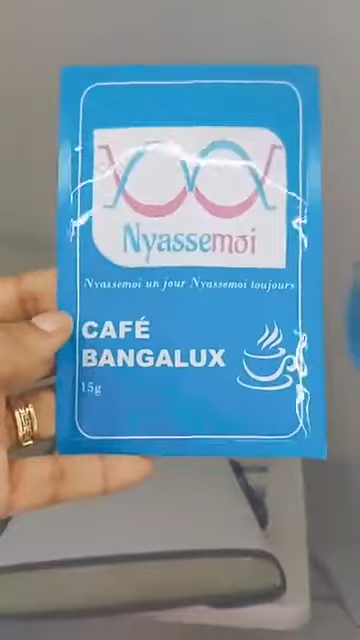 Nyassemoi
Nyassemoi un jour Nyassemoi toujours
CAFÉ
BANGALUX
15g